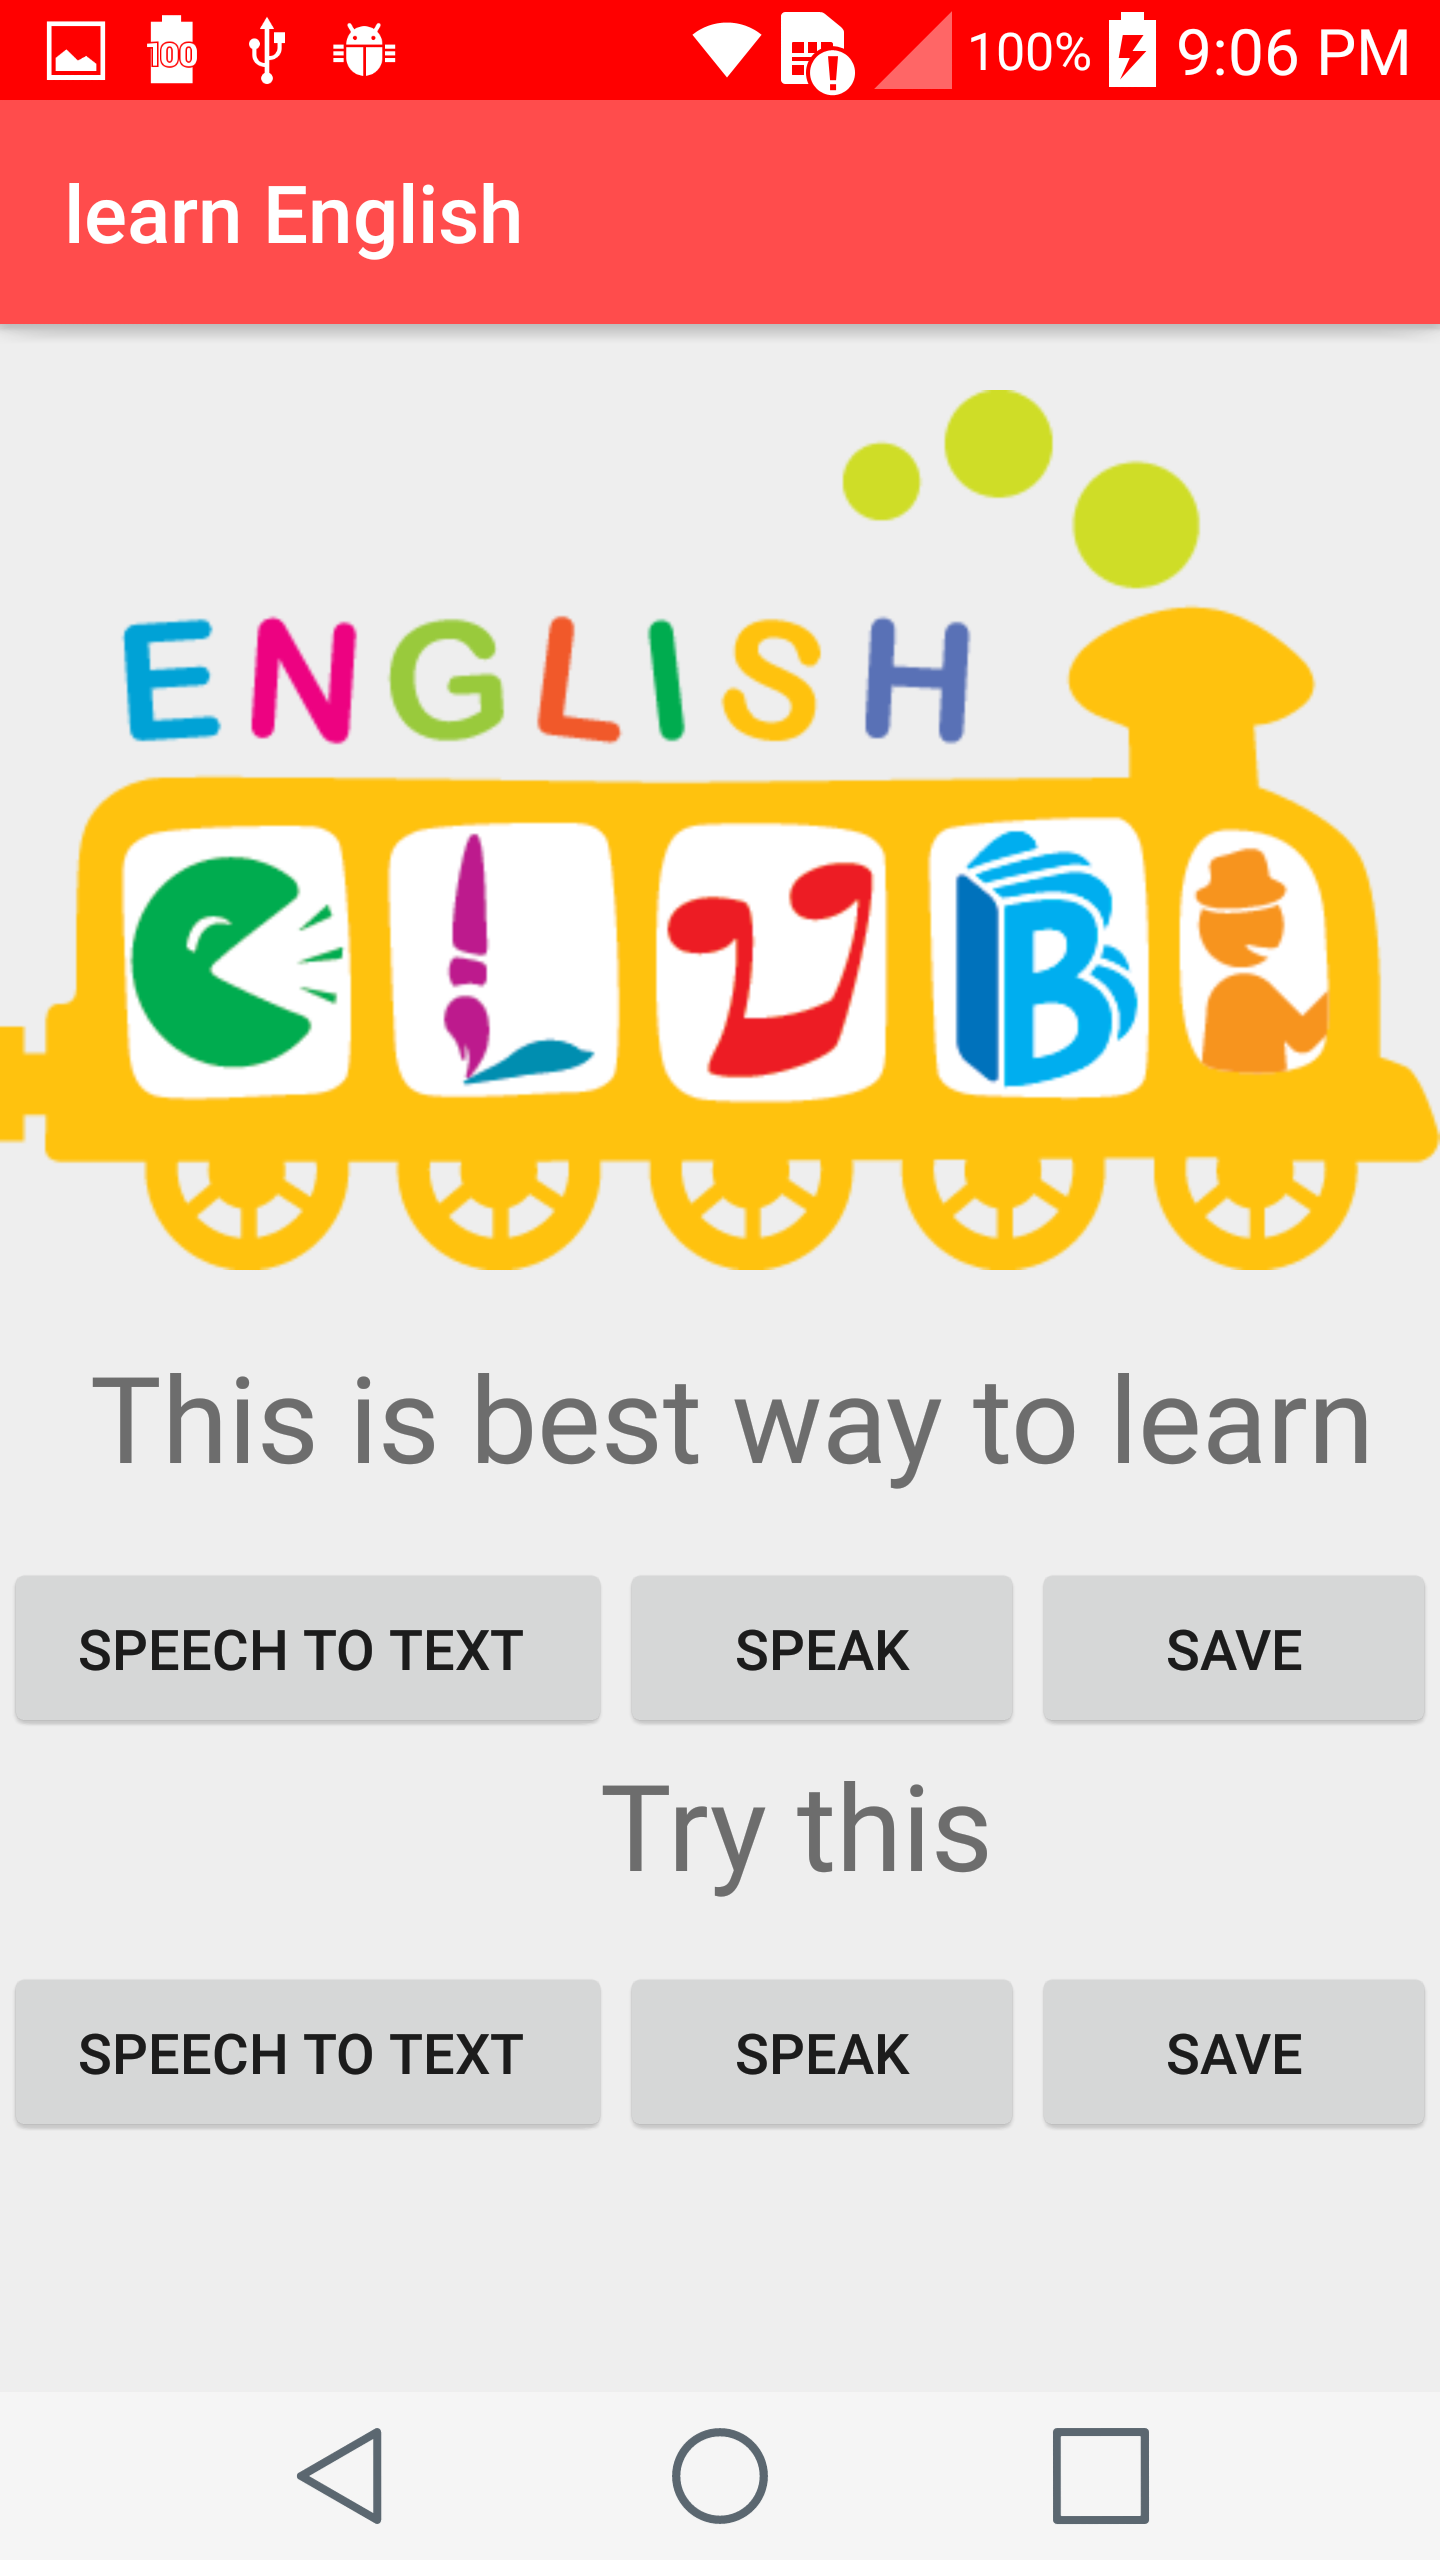 100 100% 9:06 PM
learn English
ENGLISH
CLUB
This is best way to learn
SPEECH TO TEXT SPEAK SAVE
Try this
SPEECH TO TEXT SPEAK SAVE